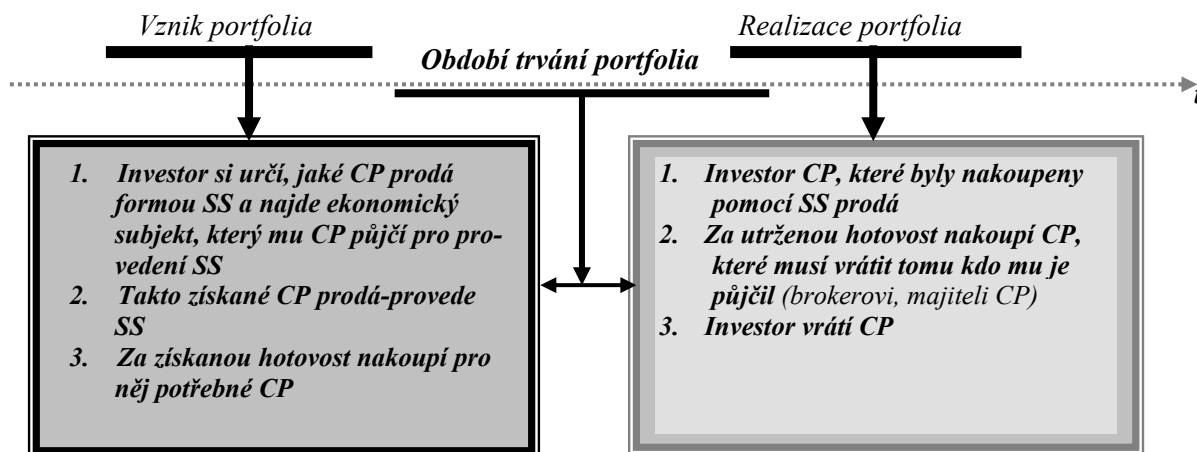 Vznik portfolia
Realizace portfolia
Období trvání portfolia
t
1. Investor si určí, jaké CP prodá
formou SS a najde ekonomický
subjekt, který mu CP půjčí pro pro-
vedení SS
2. Takto získané CP prodá-provede
SS
3. Za získanou hotovost nakoupí pro
něj potřebné CP
1. Investor CP, které byly nakoupeny
pomocí SS prodá
2. Za utrženou hotovost nakoupí CP,
které musí vrátit tomu kdo mu je
půjčil (brokerovi, majiteli CP)
3. Investor vrátí CP